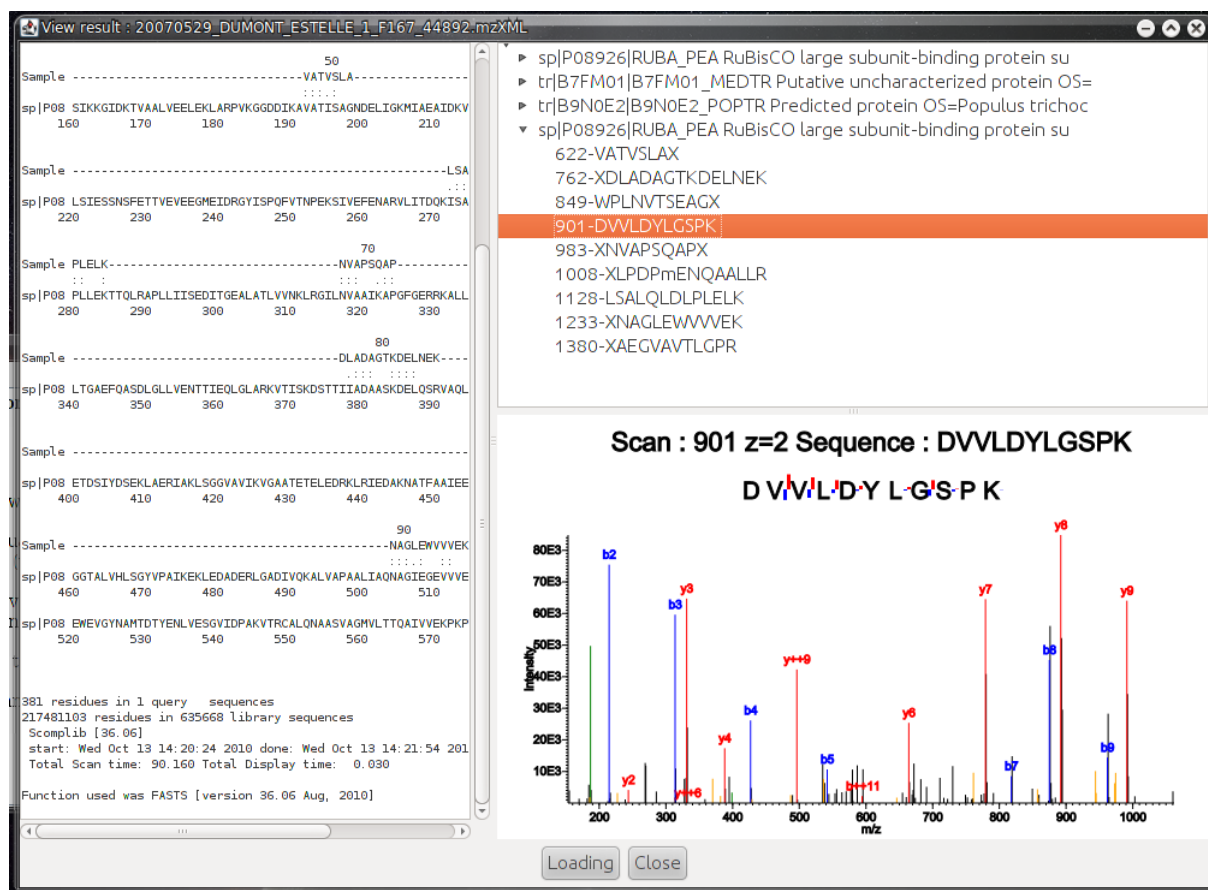 View result : 20070529_DUMONT_ESTELLE_1_F167_44892.mzXML
50
Sample --------------------------------VATVSLA----------------
::::.:
sp|P08 SIKKGIDKTVAALVEELEKLARPVKGGDDIKAVATISAGNDELIGKMIAEAIDKV
160 170 180 190 200 210
Sample ----------------------------------------------------LSA
.::
sp|P08 LSIESSNSFETTVEVEEGMEIDRGYISPQFVTNPEKSIVEFENARVLITDQKISA
220 230 240 250 260 270
70
Sample PLELK--------------------------------NVAPSQAP----------
:: : ::: .::
sp|P08 PLLEKTTQLRAPLLIISEDITGEALATLVVNKLRGILNVAAIKAPGFGERRKALL
280 290 300 310 320 330
80
Sample -------------------------------------DLADAGTKDELNEK----
.::: ::::.
sp|P08 LTGAEFQASDLGLLVENTTIEQLGLARKVTISKDSTTIIADAASKDELQSRVAQL
340 350 360 370 380 390
Sample -------------------------------------------------------
sp|P08 ETDSIYDSEKLAERIAKLSGGVAVIKVGAATETELEDRKLRIEDAKNATFAAIEE
400 410 420 430 440 450
90
Sample --------------------------------------------NAGLEWVVVEK
:::.: ::
sp|P08 GGTALVHLSGYVPAIKEKLEDADERLGADIVQKALVAPAALIAQNAGIEGEVVVE
460 470 480 490 500 510
sp|P08 EWEVGYNAMTDTYENLVESGVIDPAKVTRCALQNAASVAGMVLTTQAIVVEKPKP
520 530 540 550 560 570
381 residues in 1 query sequences
217481103 residues in 635668 library sequences
Scomplib [36.06]
start: Wed Oct 13 14:20:24 2010 done: Wed Oct 13 14:21:54 201
Total Scan time: 90.160 Total Display time: 0.030
Function used was FASTS [version 36.06 Aug, 2010]
sp|P08926|RUBA_PEA RuBisCO large subunit-binding protein su
tr|B7FM01|B7FM01_MEDTR Putative uncharacterized protein OS=
tr|B9N0E2|B9N0E2_POPTR Predicted protein OS=Populus trichoc
sp|P08926|RUBA_PEA RuBisCO large subunit-binding protein su
622-VATVSLAX
762-XDLADAGTKDELNEK
849-WPLNVTSEAGX
901-DVVLDYLGSPK
983-XNVAPSQAPX
1008-XLPDPmENQAALLR
1128-LSALQLDLPLELK
1233-XNAGLEWVVVEK
1380-XAEGVAVTLGPR
Scan : 901 z=2 Sequence : DVVLDYLGSPK
D V V L D Y L G S P K
Intensity
80E3
70E3
60E3
50E3
40E3
30E3
20E3
10E3
b2
b3
y3
y2
y++6
y4
b4
y++9
b5
b++11
y6
y7
b7
b8
y8
b9
y9
200 300 400 500 600 700 800 900 1000
m/z
Loading Close